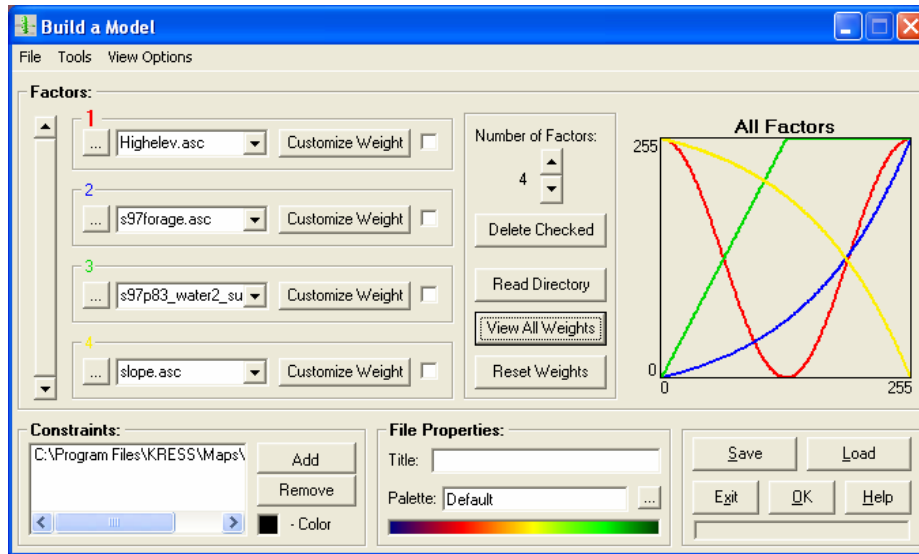 Build a Model
File Tools View Options
Factors:
1
... Highelev.asc Customize Weight
2
... s97forage.asc Customize Weight
3
... s97p83_water2_su Customize Weight
4
... slope.asc Customize Weight
Number of Factors:
4
Delete Checked
Read Directory
View All Weights
Reset Weights
All Factors
255
0
0 255
Constraints:
C:\Program Files\KRESS\Maps\
Add
Remove
- Color
File Properties:
Title:
Palette: Default ...
Save Load
Exit OK Help